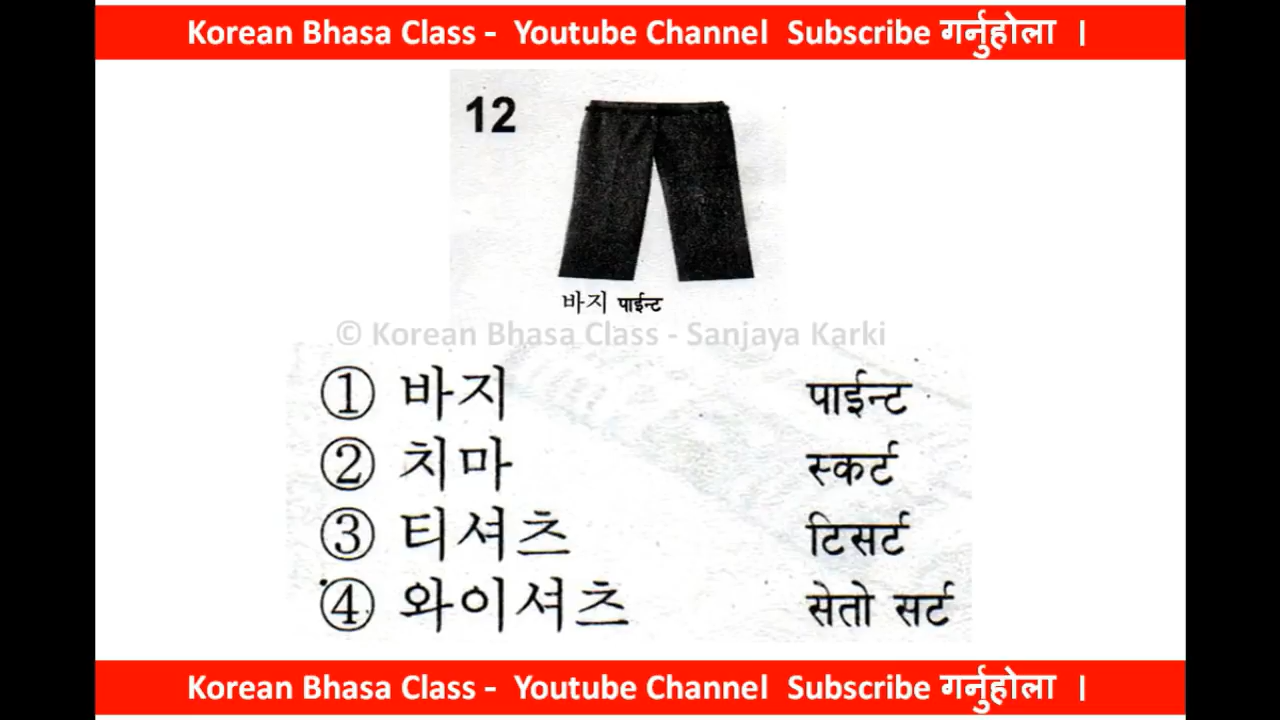 Korean Bhasa Class - Youtube Channel Subscribe गर्नुहोला ।
12
바지 पाईन्ट
© Korean Bhasa Class - Sanjaya Karki
① 바지 पाईन्ट
② 치마 स्कर्ट
③ 티셔츠 टिसर्ट
④ 와이셔츠 सेतो सर्ट
Korean Bhasa Class - Youtube Channel Subscribe गर्नुहोला ।